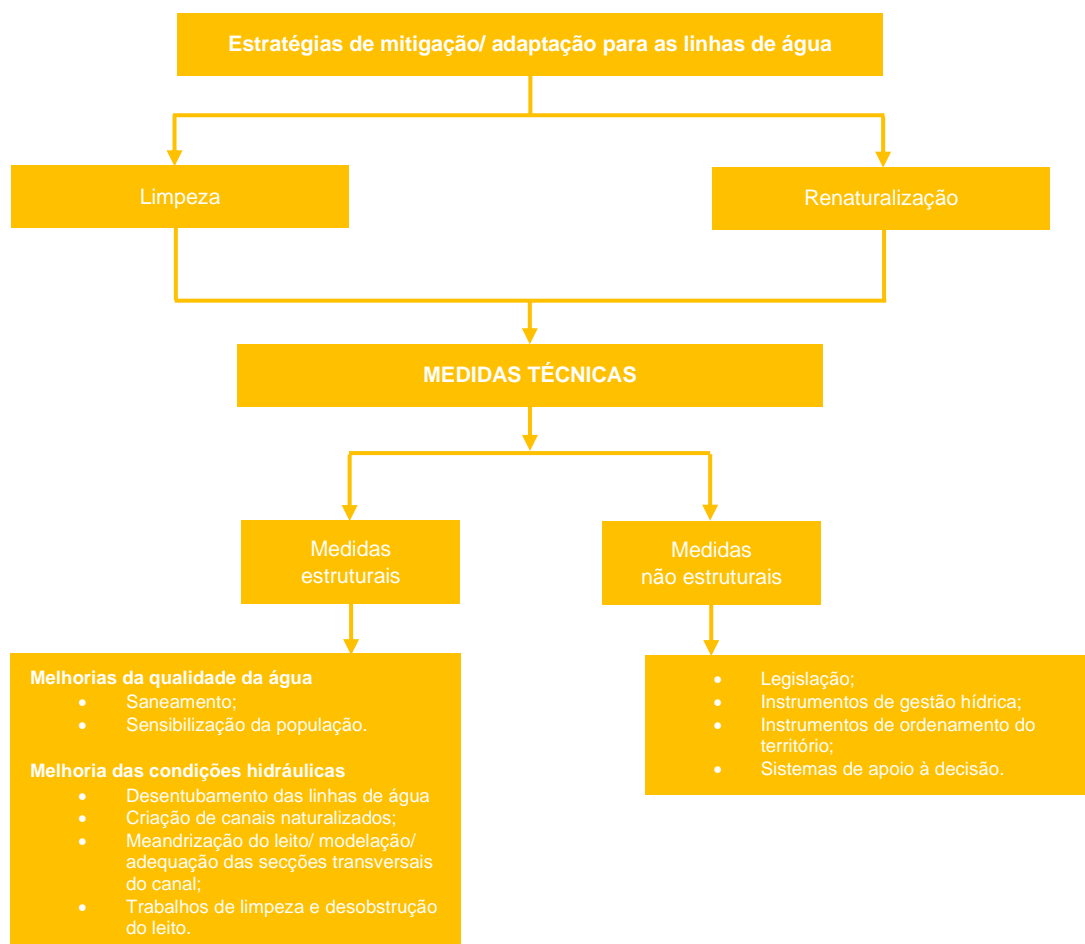 Estratégias de mitigação/ adaptação para as linhas de água
Limpeza
Renaturalização
MEDIDAS TÉCNICAS
Medidas
estruturais
Medidas
não estruturais
Melhorias da qualidade da água
• Saneamento;
• Sensibilização da população.
Melhoria das condições hidráulicas
• Desentubamento das linhas de água
• Criação de canais naturalizados;
• Meandrização do leito/ modelação/
adequação das secções transversais
do canal;
• Trabalhos de limpeza e desobstrução
do leito.
• Legislação;
• Instrumentos de gestão hídrica;
• Instrumentos de ordenamento do
território;
• Sistemas de apoio à decisão.